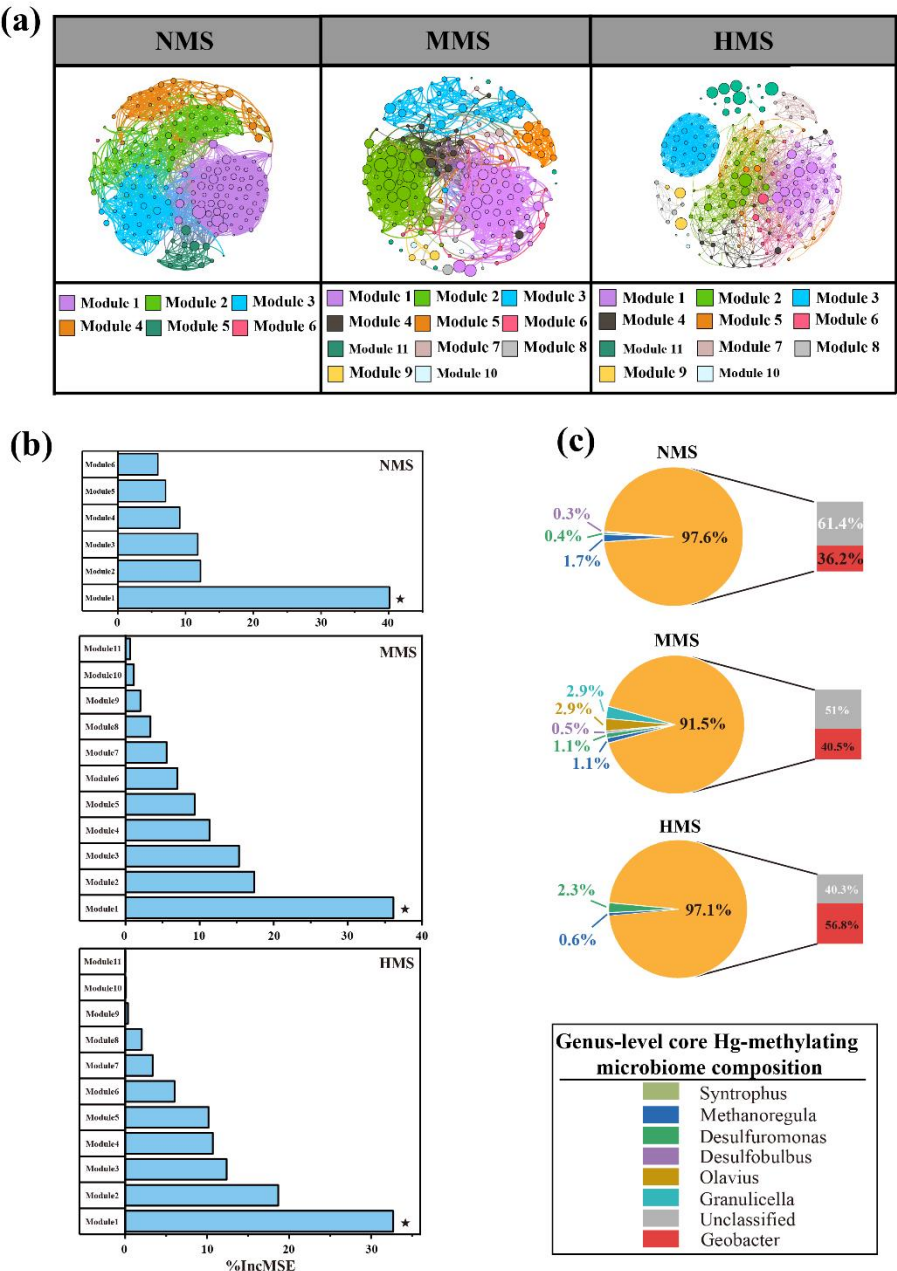 (a)
NMS MMS HMS
Module 1 Module 2 Module 3
Module 4 Module 5 Module 6
Module 1 Module 2 Module 3
Module 4 Module 5 Module 6
Module 11 Module 7 Module 8
Module 9 Module 10
Module 1 Module 2 Module 3
Module 4 Module 5 Module 6
Module 11 Module 7 Module 8
Module 9 Module 10
(b)
NMS
Module6
Module5
Module4
Module3
Module2
Module1
0 10 20 30 40
MMS
Module11
Module10
Module9
Module8
Module7
Module6
Module5
Module4
Module3
Module2
Module1
0 10 20 30 40
HMS
Module11
Module10
Module9
Module8
Module7
Module6
Module5
Module4
Module3
Module2
Module1
0 10 20 30
%IncMSE
(c)
NMS
0.3%
0.4%
1.7%
97.6%
61.4%
36.2%
MMS
2.9%
2.9%
0.5%
1.1%
1.1%
91.5%
51%
40.5%
HMS
2.3%
0.6%
97.1%
40.3%
56.8%
Genus-level core Hg-methylating
microbiome composition
Syntrophus
Methanoregula
Desulfuromonas
Desulfobulbus
Olavius
Granulicella
Unclassified
Geobacter